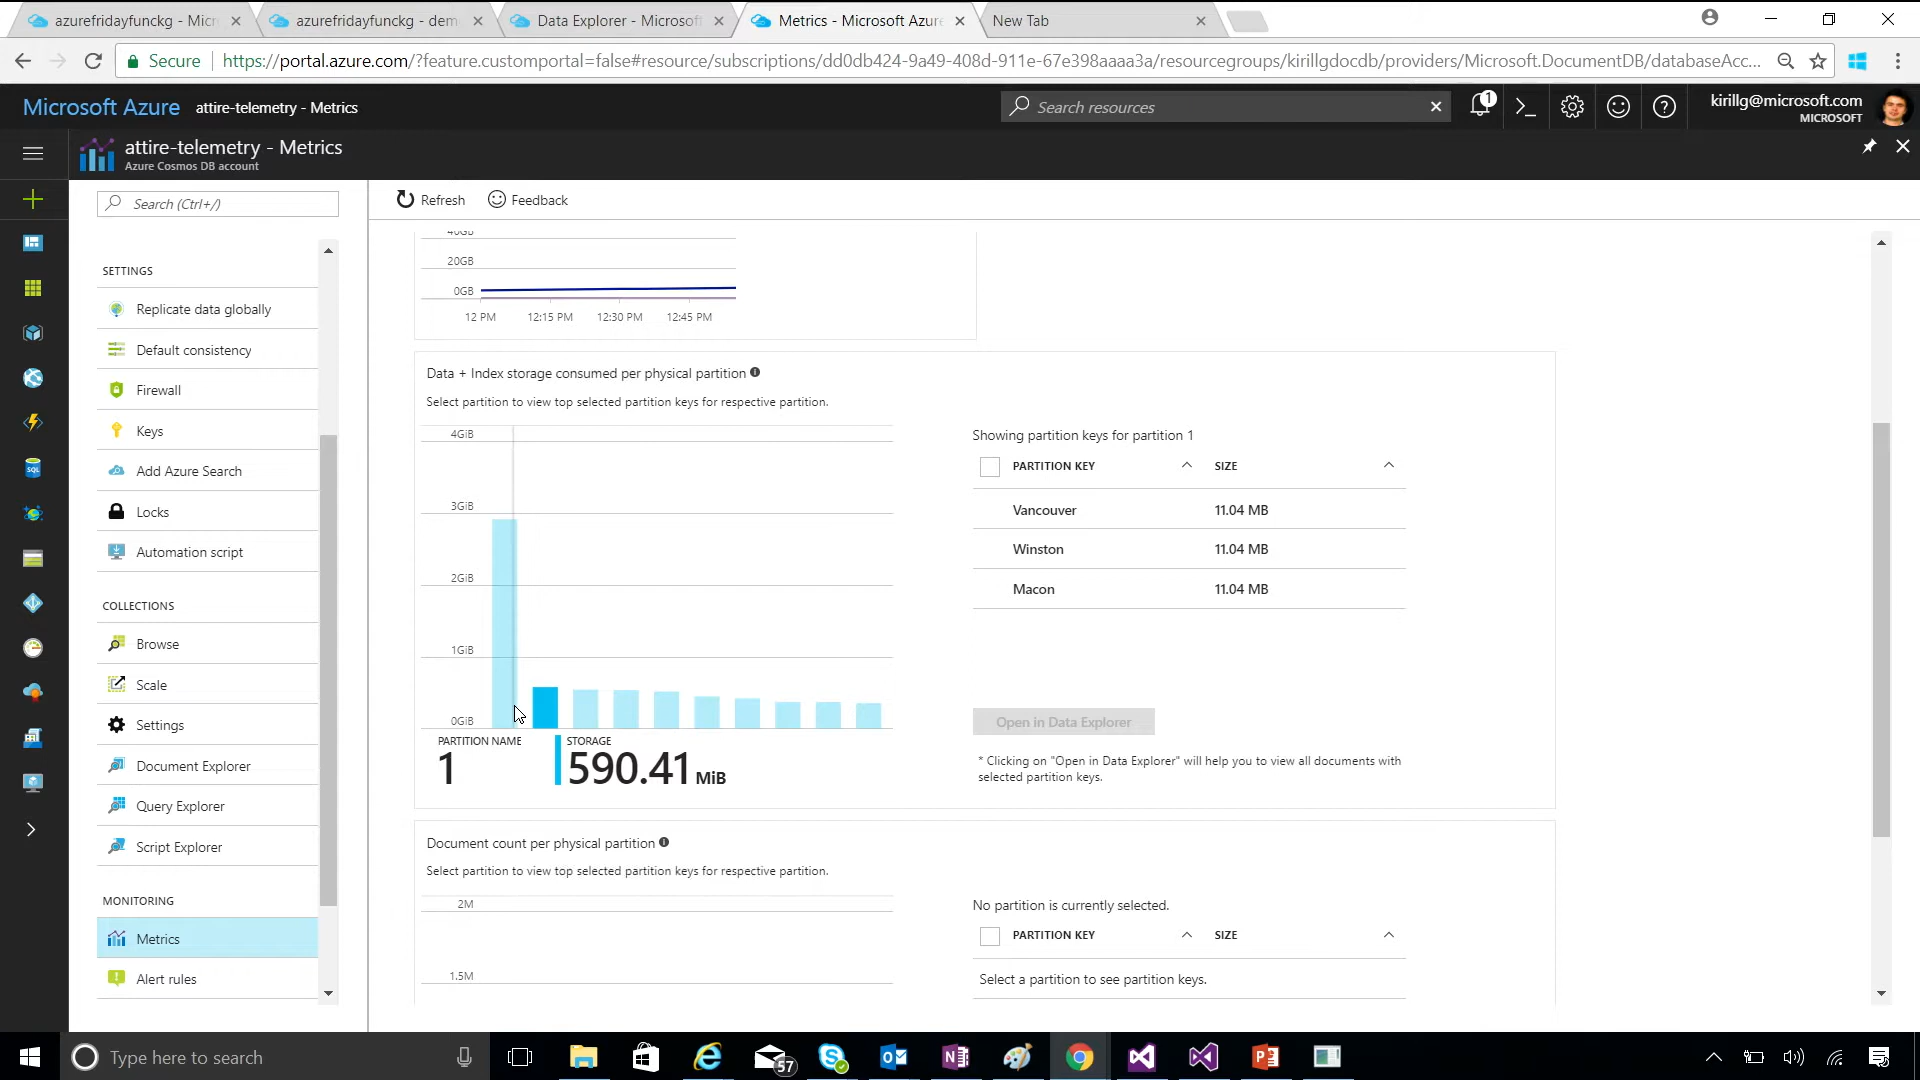 azurefridayfunckg - Micr
azurefridayfunckg - dem
Data Explorer - Microsoft
Metrics - Microsoft Azure
New Tab
Secure
https://portal.azure.com/?feature.customportal=false#resource/subscriptions/dd0db424-9a49-408d-911e-67e398aaaa3a/resourcegroups/kirillgdocdb/providers/Microsoft.DocumentDB/databaseAcc...
Microsoft Azure
attire-telemetry - Metrics
Search resources
1
kirillg@microsoft.com
MICROSOFT
attire-telemetry - Metrics
Azure Cosmos DB account
Search (Ctrl+/)
SETTINGS
Replicate data globally
Default consistency
Firewall
Keys
Add Azure Search
Locks
Automation script
COLLECTIONS
Browse
Scale
Settings
Document Explorer
Query Explorer
Script Explorer
MONITORING
Metrics
Alert rules
Refresh
Feedback
40GB
20GB
0GB
12 PM
12:15 PM
12:30 PM
12:45 PM
Data + Index storage consumed per physical partition
Select partition to view top selected partition keys for respective partition.
4GiB
3GiB
2GiB
1GiB
0GiB
PARTITION NAME
1
STORAGE
590.41 MiB
Showing partition keys for partition 1
PARTITION KEY
SIZE
Vancouver
11.04 MB
Winston
11.04 MB
Macon
11.04 MB
Open in Data Explorer
* Clicking on "Open in Data Explorer" will help you to view all documents with
selected partition keys.
Document count per physical partition
Select partition to view top selected partition keys for respective partition.
2M
1.5M
No partition is currently selected.
PARTITION KEY
SIZE
Select a partition to see partition keys.
Type here to search
57